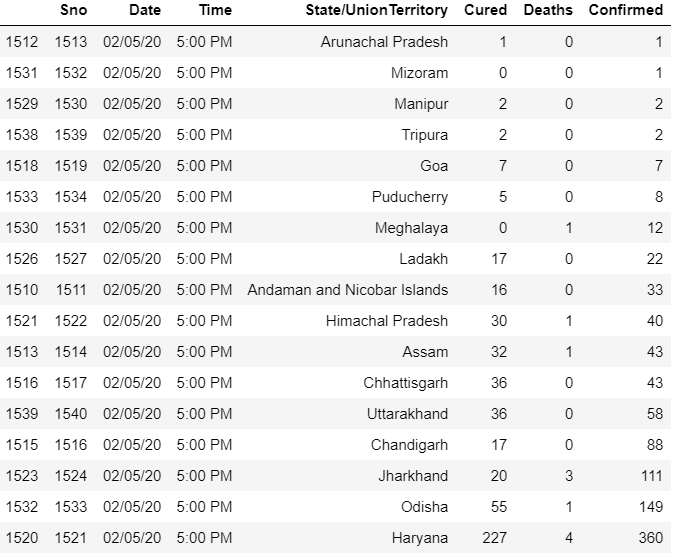 Sno Date Time State/UnionTerritory Cured Deaths Confirmed
1512 1513 02/05/20 5:00 PM Arunachal Pradesh 1 0 1
1531 1532 02/05/20 5:00 PM Mizoram 0 0 1
1529 1530 02/05/20 5:00 PM Manipur 2 0 2
1538 1539 02/05/20 5:00 PM Tripura 2 0 2
1518 1519 02/05/20 5:00 PM Goa 7 0 7
1533 1534 02/05/20 5:00 PM Puducherry 5 0 8
1530 1531 02/05/20 5:00 PM Meghalaya 0 1 12
1526 1527 02/05/20 5:00 PM Ladakh 17 0 22
1510 1511 02/05/20 5:00 PM Andaman and Nicobar Islands 16 0 33
1521 1522 02/05/20 5:00 PM Himachal Pradesh 30 1 40
1513 1514 02/05/20 5:00 PM Assam 32 1 43
1516 1517 02/05/20 5:00 PM Chhattisgarh 36 0 43
1539 1540 02/05/20 5:00 PM Uttarakhand 36 0 58
1515 1516 02/05/20 5:00 PM Chandigarh 17 0 88
1523 1524 02/05/20 5:00 PM Jharkhand 20 3 111
1532 1533 02/05/20 5:00 PM Odisha 55 1 149
1520 1521 02/05/20 5:00 PM Haryana 227 4 360